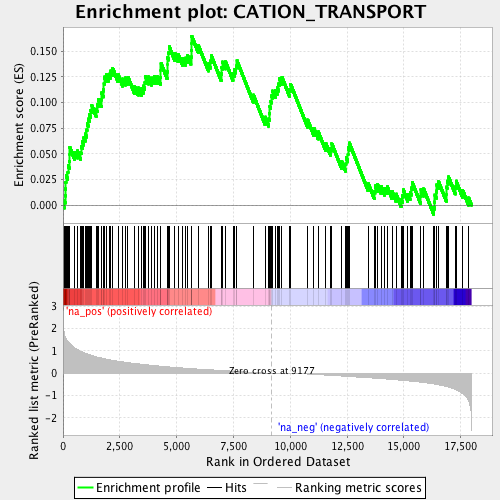 Enrichment plot: CATION_TRANSPORT
Enrichment score (ES)
0.150
0.125
0.100
0.075
0.050
0.025
0.000
'na_pos' (positively correlated)
Ranked list metric (PreRanked)
3
2
1
0
-1
-2
Zero cross at 9177
'na_neg' (negatively correlated)
0
2,500
5,000
7,500
10,000
12,500
15,000
17,500
Rank in Ordered Dataset
Enrichment profile
Hits
Ranking metric scores